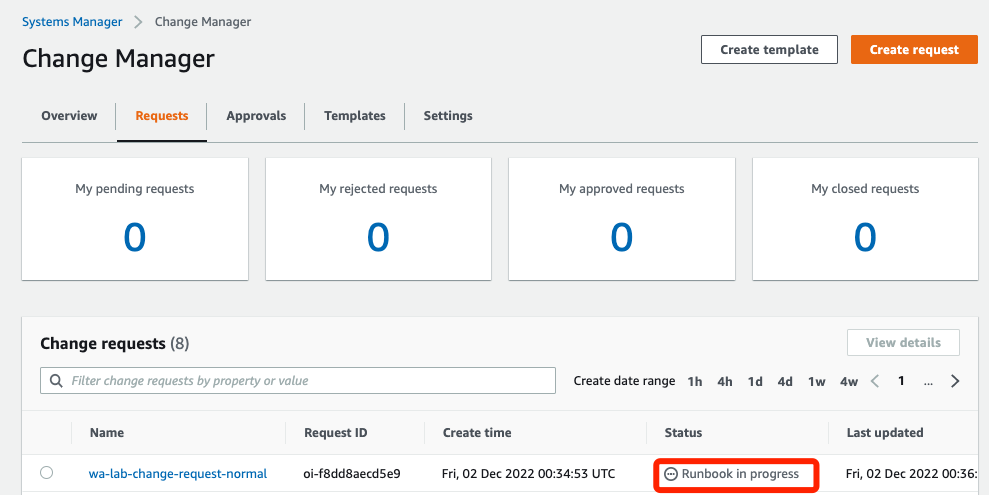 Systems Manager > Change Manager
Change Manager
Create template
Create request
Overview
Requests
Approvals
Templates
Settings
My pending requests
0
My rejected requests
0
My approved requests
0
My closed requests
0
Change requests (8)
View details
Filter change requests by property or value
Create date range 1h 4h 1d 4d 1w 4w < 1 ... >
Name Request ID Create time Status Last updated
wa-lab-change-request-normal oi-f8dd8aecd5e9 Fri, 02 Dec 2022 00:34:53 UTC Runbook in progress Fri, 02 Dec 2022 00:36: